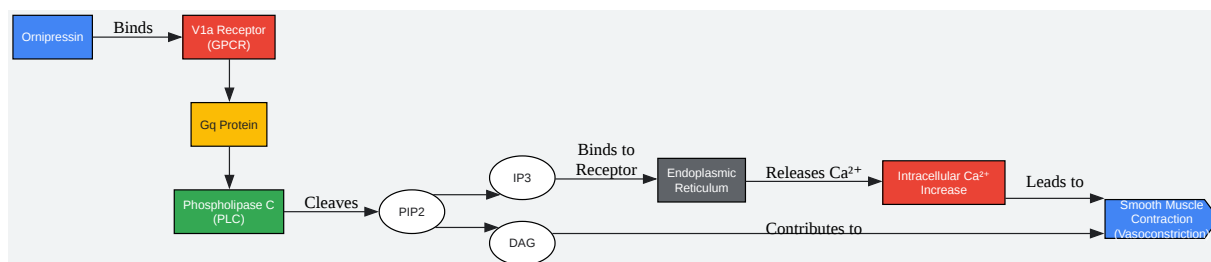 Ornipressin
Binds
V1a Receptor
(GPCR)
Gq Protein
Phospholipase C
(PLC)
Cleaves
PIP2
IP3
DAG
Binds to
Receptor
Endoplasmic
Reticulum
Releases Ca²⁺
Intracellular Ca²⁺
Increase
Leads to
Contributes to
Smooth Muscle
Contraction
(Vasoconstriction)